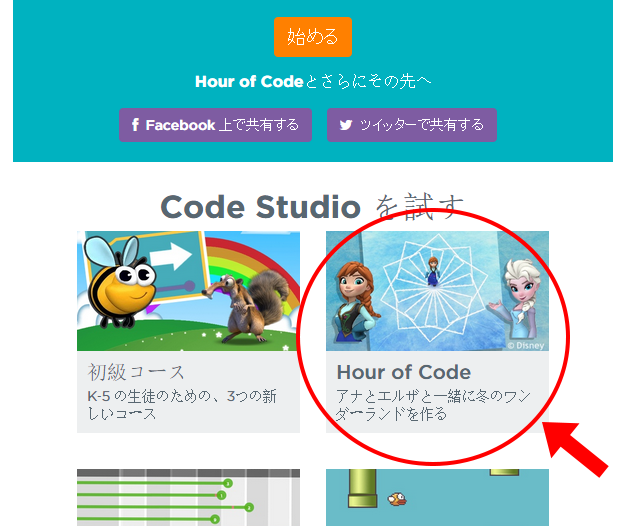 始める
Hour of Codeとさらにその先へ
Facebook 上で共有する
ツイッターで共有する
Code Studio を試す
© Disney
初級コース
K-5 の生徒のための、3つの新
しいコース
Hour of Code
アナとエルザと一緒に冬のワン
ダーランドを作る